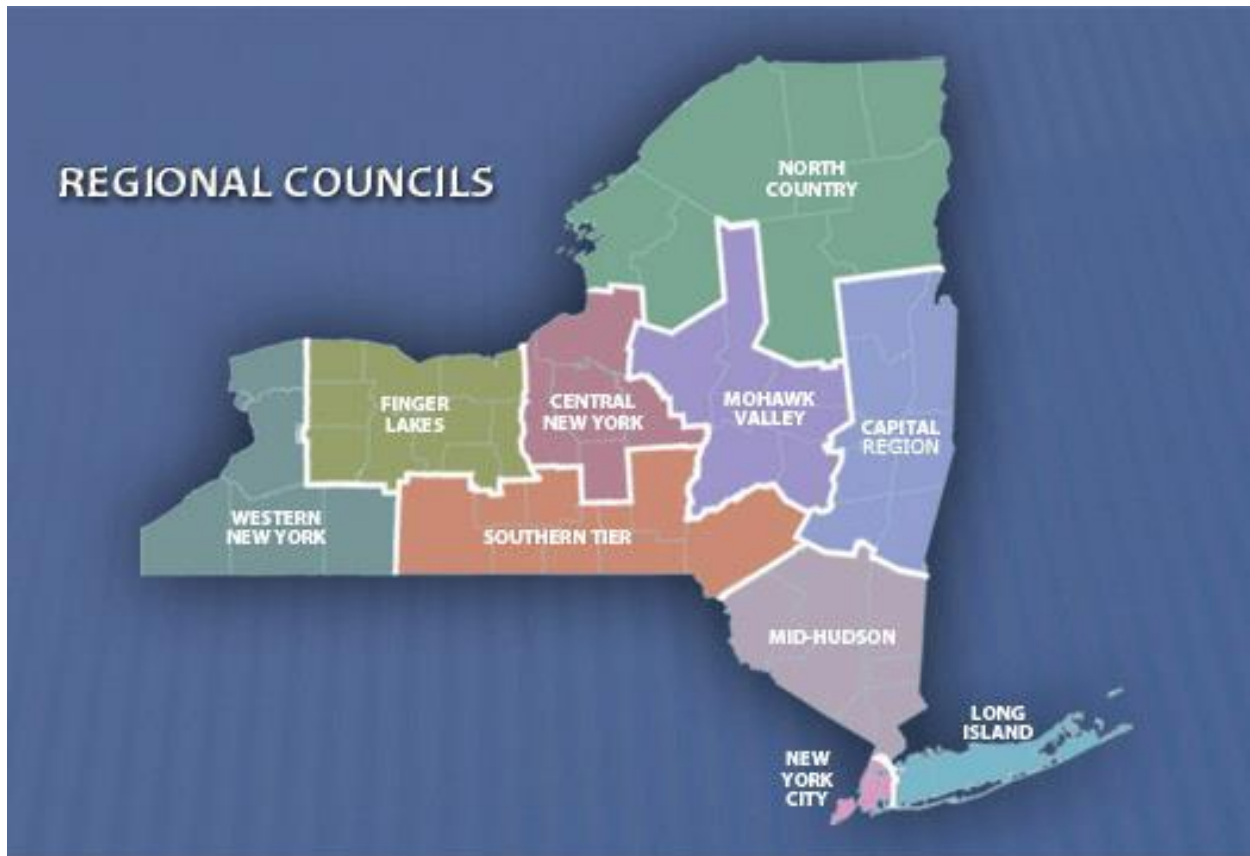 REGIONAL COUNCILS
NORTH
COUNTRY
FINGER
LAKES
CENTRAL
NEW YORK
MOHAWK
VALLEY
CAPITAL
REGION
WESTERN
NEW YORK
SOUTHERN TIER
MID-HUDSON
LONG
ISLAND
NEW
YORK
CITY